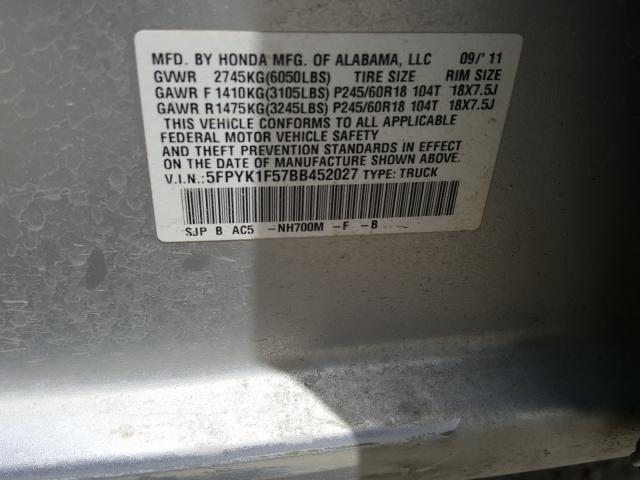 MFD. BY HONDA MFG. OF ALABAMA, LLC 09/'11
GVWR 2745KG(6050LBS) TIRE SIZE RIM SIZE
GAWR F 1410KG(3105LBS) P245/60R18 104T 18X7.5J
GAWR R 1475KG(3245LBS) P245/60R18 104T 18X7.5J
THIS VEHICLE CONFORMS TO ALL APPLICABLE
FEDERAL MOTOR VEHICLE SAFETY
AND THEFT PREVENTION STANDARDS IN EFFECT
ON THE DATE OF MANUFACTURE SHOWN ABOVE.
V.I.N.:5FPYK1F57BB452027 TYPE: TRUCK
SJP B AC5 -NH700M -F -B